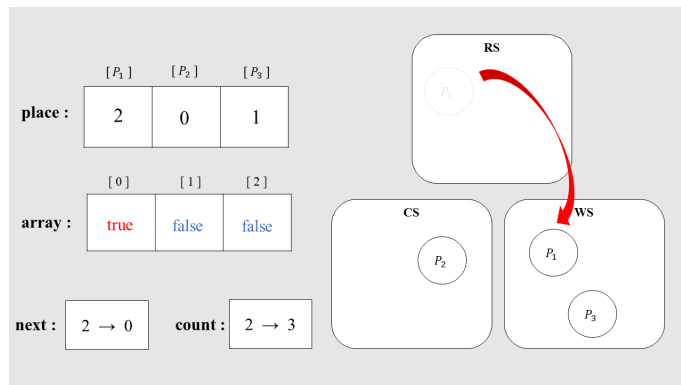 [ P₁ ] [ P₂ ] [ P₃ ]
place : 2 0 1
[ 0 ] [ 1 ] [ 2 ]
array : true false false
next : 2 → 0 count : 2 → 3
RS
P₁
CS
P₂
WS
P₁
P₃